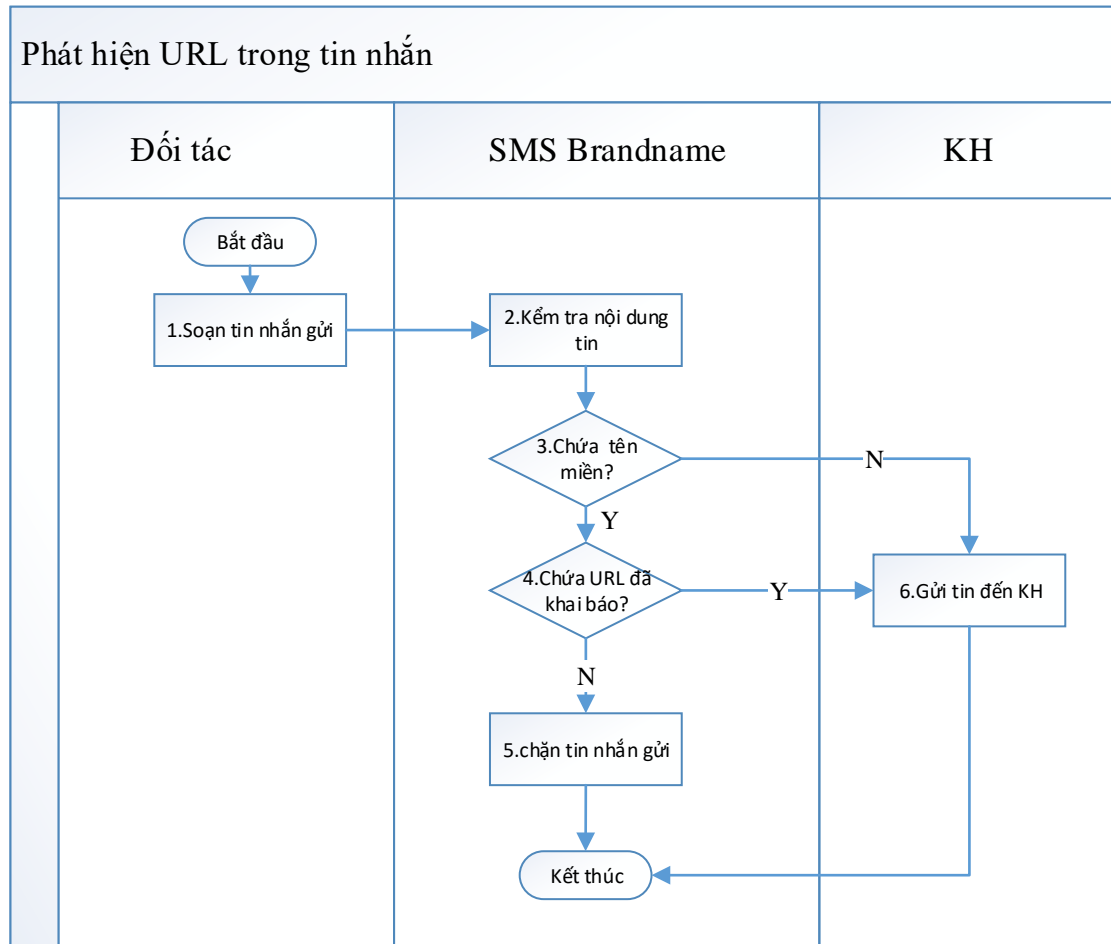 Phát hiện URL trong tin nhắn
Đối tác
SMS Brandname
KH
Bắt đầu
1.Soạn tin nhắn gửi
2.Kểm tra nội dung
tin
3.Chứa tên
miền?
N
Y
4.Chứa URL đã
khai báo?
Y
6.Gửi tin đến KH
N
5.chặn tin nhắn gửi
Kết thúc